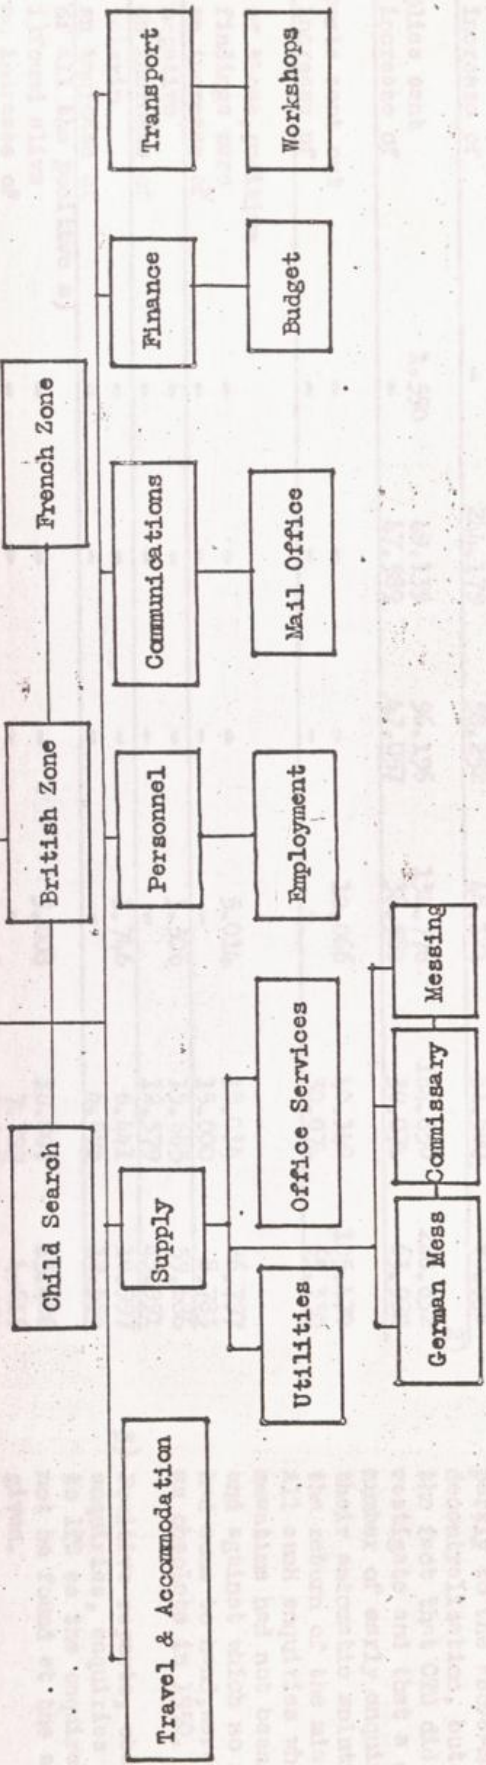 Child Search
British Zone
French Zone
Travel & Accommodation
Supply
Personnel
Communications
Finance
Transport
Utilities
Office Services
Employment
Mail Office
Budget
Workshops
German Mess
Commissary
Messing